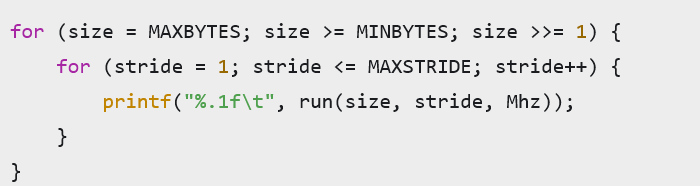 for (size = MAXBYTES; size >= MINBYTES; size >>= 1) {
    for (stride = 1; stride <= MAXSTRIDE; stride++) {
        printf("%.1f\t", run(size, stride, Mhz));
    }
}